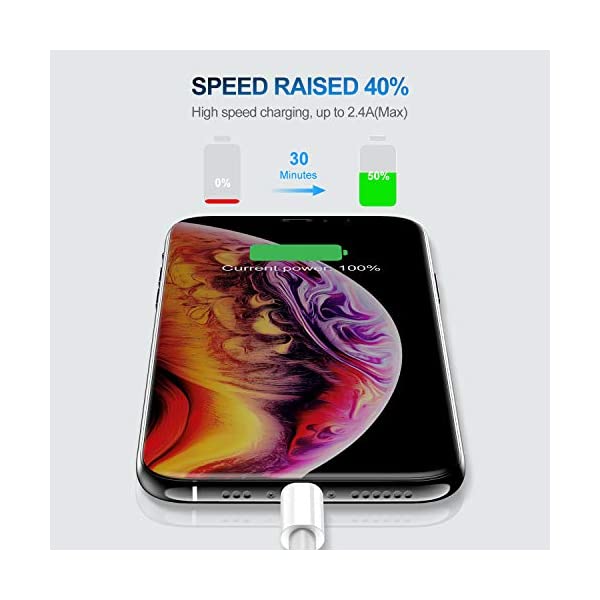 SPEED RAISED 40%
High speed charging, up to 2.4A(Max)
0%
30
Minutes
50%
Current power: 100%